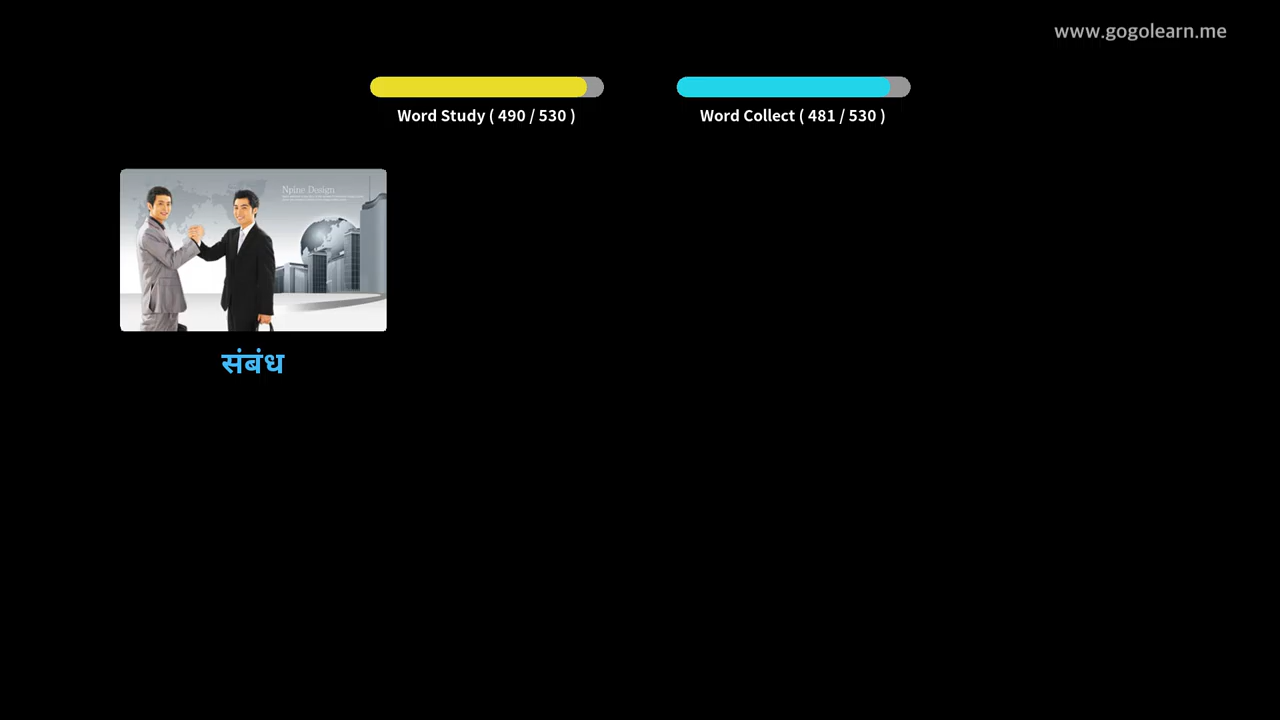 www.gogolearn.me
Word Study ( 490 / 530 )
Word Collect ( 481 / 530 )
Npine Design
संबंध